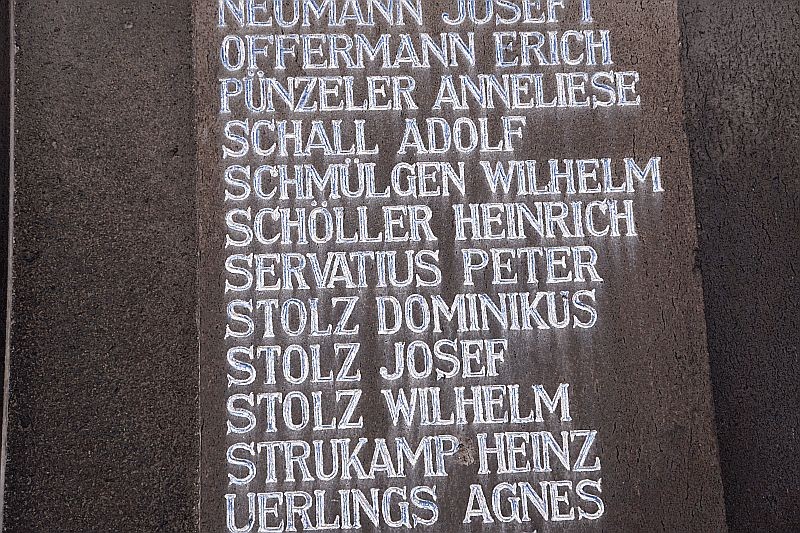 NEUMANN JOSEF I
OFFERMANN ERICH
PÜNZELER ANNELIESE
SCHALL ADOLF
SCHMÜLGEN WILHELM
SCHÖLLER HEINRICH
SERVATIUS PETER
STOLZ DOMINIKUS
STOLZ JOSEF
STOLZ WILHELM
STRUKAMP HEINZ
UERLINGS AGNES